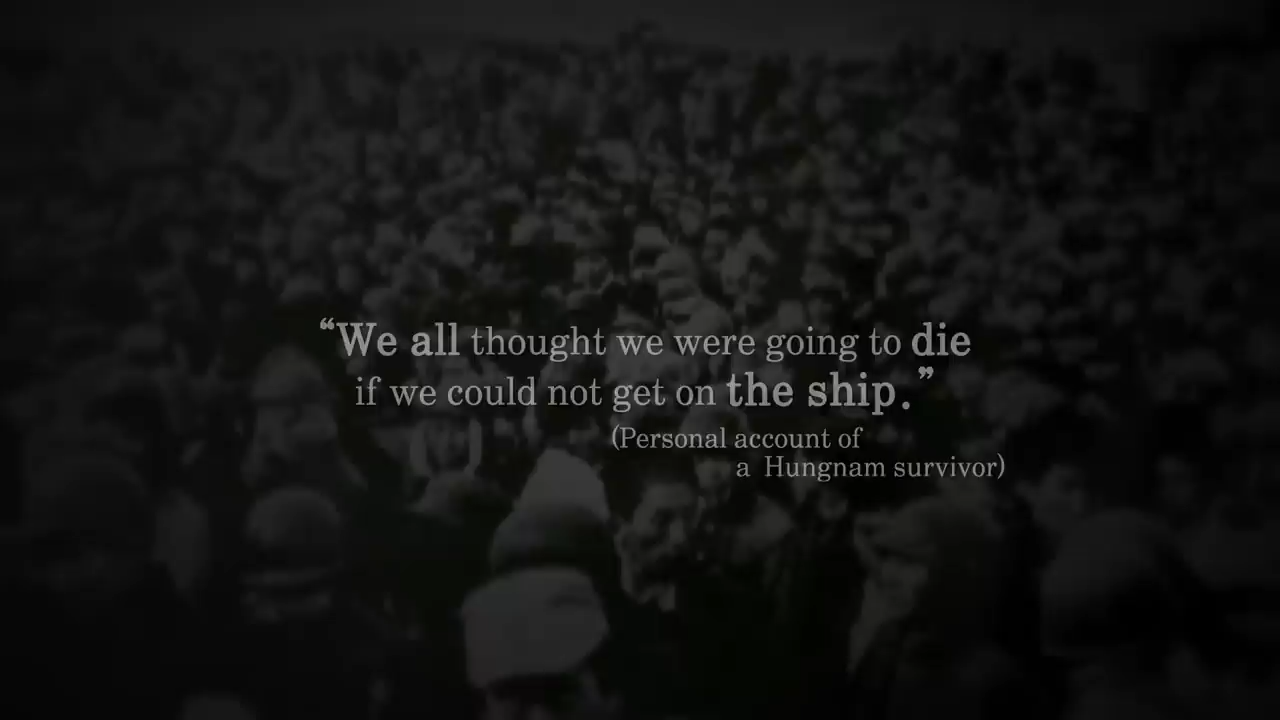 “We all thought we were going to die
if we could not get on the ship.”
(Personal account of
a Hungnam survivor)